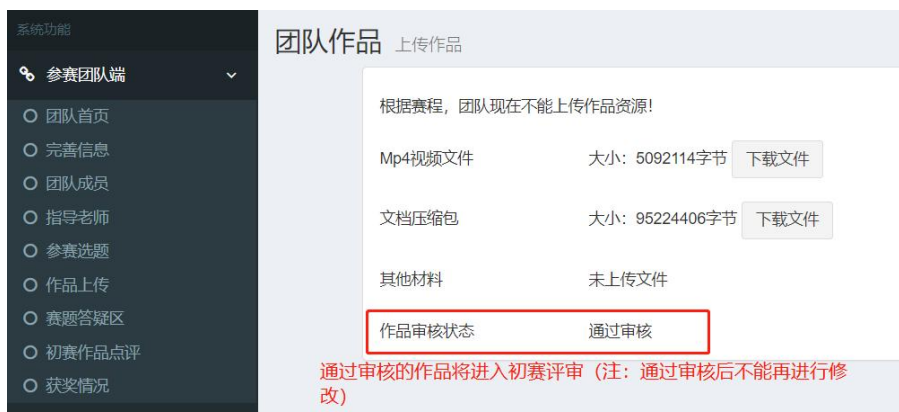 系统功能
参赛团队端
团队首页
完善信息
团队成员
指导老师
参赛选题
作品上传
赛题答疑区
初赛作品点评
获奖情况
团队作品 上传作品
根据赛程，团队现在不能上传作品资源！
Mp4视频文件 大小：5092114字节 下载文件
文档压缩包 大小：95224406字节 下载文件
其他材料 未上传文件
作品审核状态 通过审核
通过审核的作品将进入初赛评审（注：通过审核后不能再进行修
改）